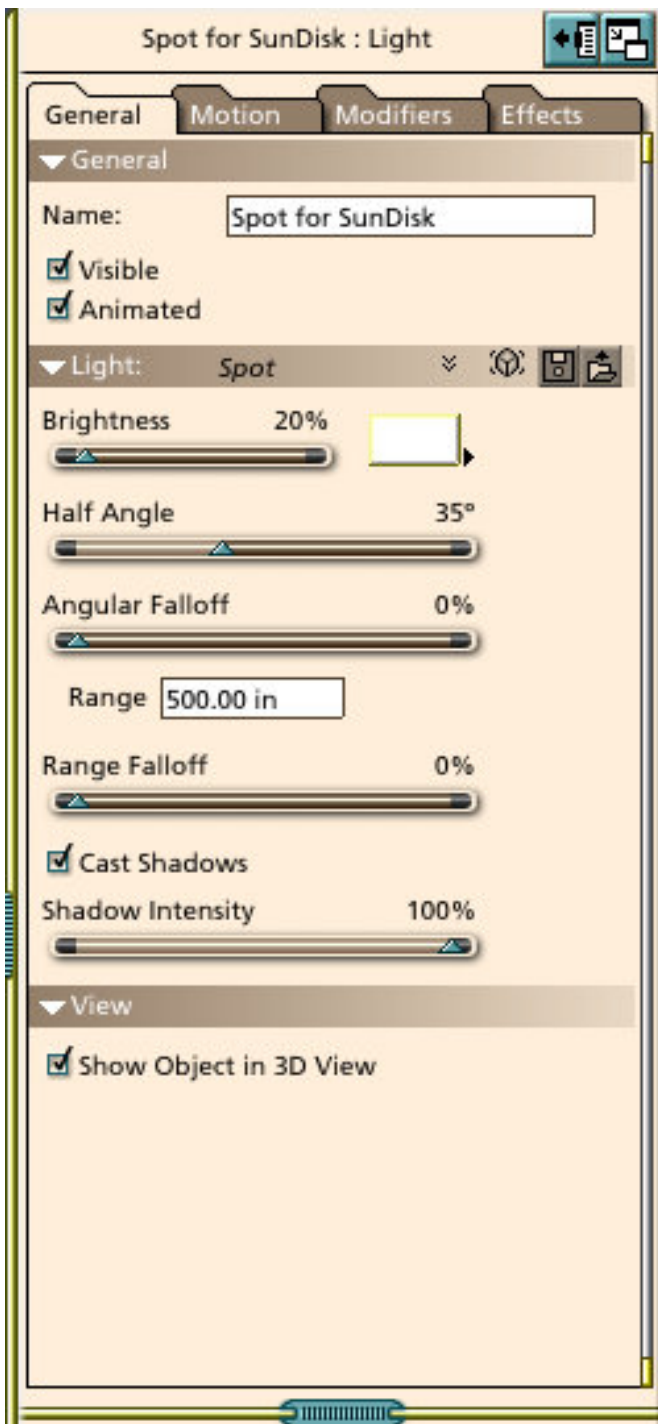 Spot for SunDisk : Light
General Motion Modifiers Effects
General
Name: Spot for SunDisk
Visible
Animated
Light: Spot
Brightness 20%
Half Angle 35°
Angular Falloff 0%
Range 500.00 in
Range Falloff 0%
Cast Shadows
Shadow Intensity 100%
View
Show Object in 3D View